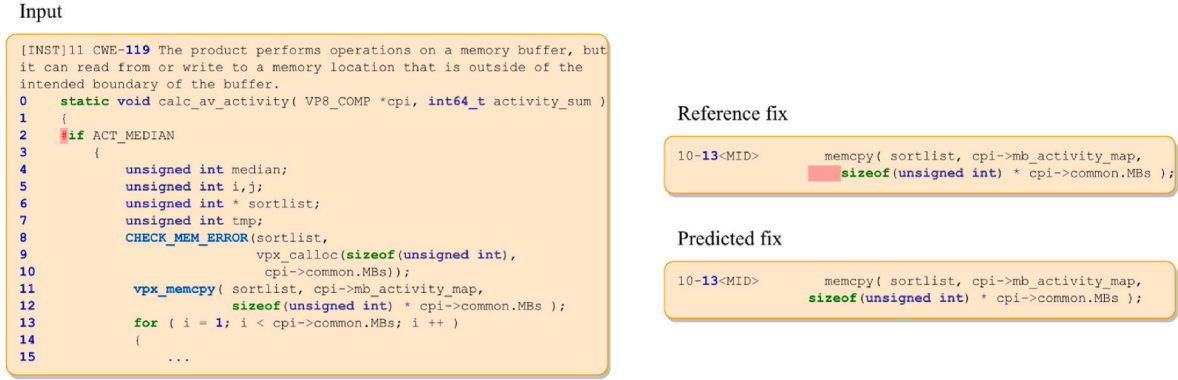 Input
[INST]11 CWE-119 The product performs operations on a memory buffer, but
it can read from or write to a memory location that is outside of the
intended boundary of the buffer.
0 static void calc_av_activity( VP8_COMP *cpi, int64_t activity_sum )
1 {
2 #if ACT_MEDIAN
3 {
4 unsigned int median;
5 unsigned int i,j;
6 unsigned int * sortlist;
7 unsigned int tmp;
8 CHECK_MEM_ERROR(sortlist,
9 vpx_calloc(sizeof(unsigned int),
10 cpi->common.MBs));
11 vpx_memcpy( sortlist, cpi->mb_activity_map,
12 sizeof(unsigned int) * cpi->common.MBs );
13 for ( i = 1; i < cpi->common.MBs; i ++ )
14 {
15 ...
Reference fix
10-13<MID> memcpy( sortlist, cpi->mb_activity_map,
sizeof(unsigned int) * cpi->common.MBs );
Predicted fix
10-13<MID> memcpy( sortlist, cpi->mb_activity_map,
sizeof(unsigned int) * cpi->common.MBs );